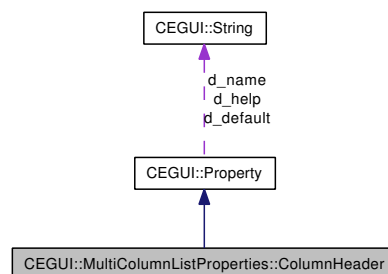 CEGUI::String
d_name
d_help
d_default
CEGUI::Property
CEGUI::MultiColumnListProperties::ColumnHeader